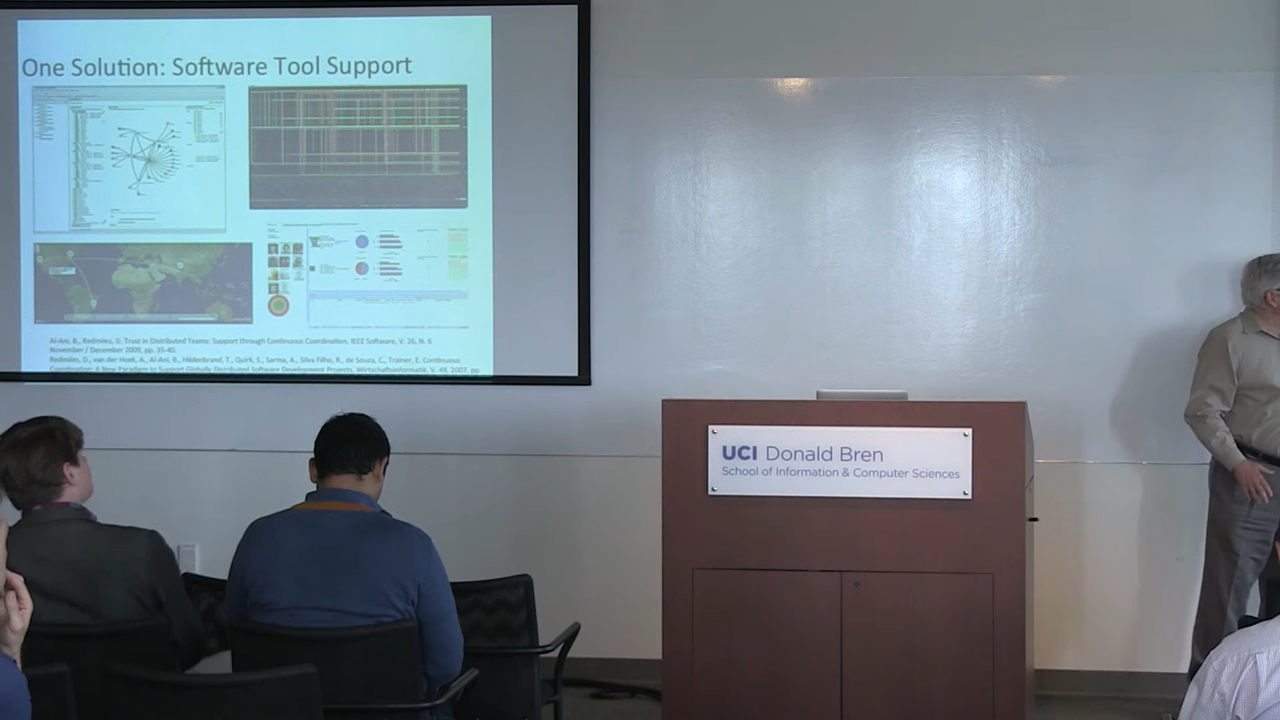 One Solution: Software Tool Support
Al-Ani, B., Redmiles, D. Trust in Distributed Teams: Support through Continuous Coordination, IEEE Software, V. 26, N. 6
November / December 2009, pp. 35-40.
Redmiles, D., van der Hoek, A., Al-Ani, B., Hildenbrand, T., Quirk, S., Sarma, A., Silva Filho, R., de Souza, C., Trainer, E. Continuous
Coordination: A New Paradigm to Support Globally Distributed Software Development Projects, Wirtschaftsinformatik, V. 49, 2007, pp.
UCI Donald Bren
School of Information & Computer Sciences